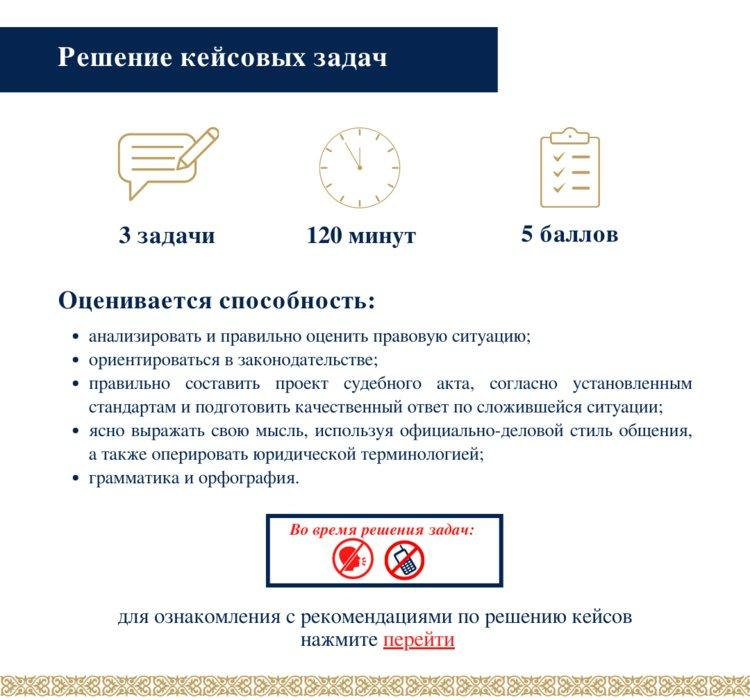 Решение кейсовых задач
3 задачи
120 минут
5 баллов
Оценивается способность:
• анализировать и правильно оценить правовую ситуацию;
• ориентироваться в законодательстве;
• правильно составить проект судебного акта, согласно установленным
стандартам и подготовить качественный ответ по сложившейся ситуации;
• ясно выражать свою мысль, используя официально-деловой стиль общения,
а также оперировать юридической терминологией;
• грамматика и орфография.
Во время решения задач:
для ознакомления с рекомендациями по решению кейсов
нажмите перейти